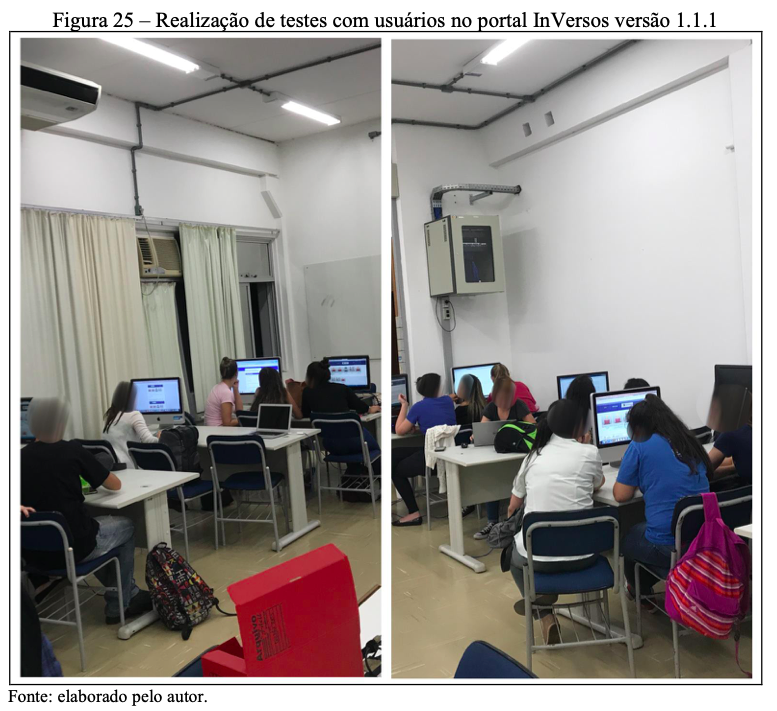 Figura 25 – Realização de testes com usuários no portal InVersos versão 1.1.1
Fonte: elaborado pelo autor.